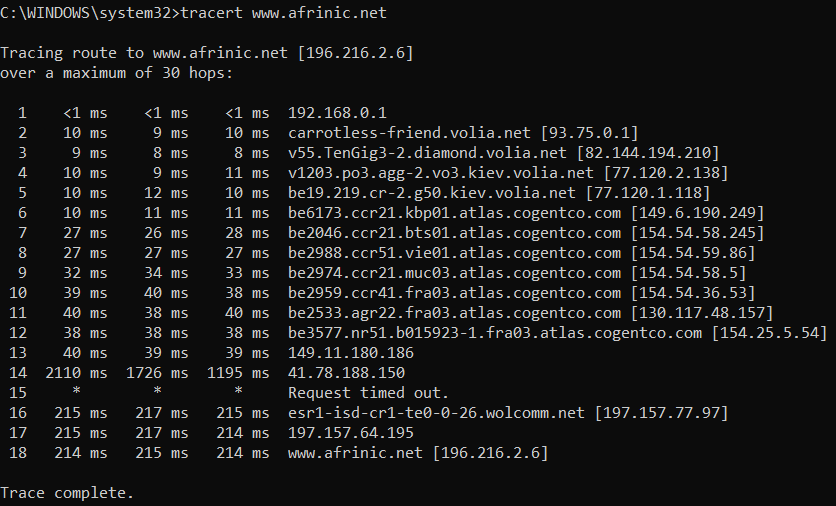 C:\WINDOWS\system32>tracert www.afrinic.net
Tracing route to www.afrinic.net [196.216.2.6]
over a maximum of 30 hops:
1 <1 ms <1 ms <1 ms 192.168.0.1
2 10 ms 9 ms 10 ms carrotless-friend.volia.net [93.75.0.1]
3 9 ms 8 ms 8 ms v55.TenGig3-2.diamond.volia.net [82.144.194.210]
4 10 ms 9 ms 11 ms v1203.po3.agg-2.vo3.kiev.volia.net [77.120.2.138]
5 10 ms 12 ms 10 ms be19.219.cr-2.g50.kiev.volia.net [77.120.1.118]
6 10 ms 11 ms 11 ms be6173.ccr21.kbp01.atlas.cogentco.com [149.6.190.249]
7 27 ms 26 ms 28 ms be2046.ccr21.bts01.atlas.cogentco.com [154.54.58.245]
8 27 ms 27 ms 27 ms be2988.ccr51.vie01.atlas.cogentco.com [154.54.59.86]
9 32 ms 34 ms 33 ms be2974.ccr21.muc03.atlas.cogentco.com [154.54.58.5]
10 39 ms 40 ms 38 ms be2959.ccr41.fra03.atlas.cogentco.com [154.54.36.53]
11 40 ms 38 ms 40 ms be2533.agr22.fra03.atlas.cogentco.com [130.117.48.157]
12 38 ms 38 ms 38 ms be3577.nr51.b015923-1.fra03.atlas.cogentco.com [154.25.5.54]
13 40 ms 39 ms 39 ms 149.11.180.186
14 2110 ms 1726 ms 1195 ms 41.78.188.150
15 * * * Request timed out.
16 215 ms 217 ms 215 ms esr1-isd-cr1-te0-0-26.wolcomm.net [197.157.77.97]
17 215 ms 217 ms 214 ms 197.157.64.195
18 214 ms 215 ms 214 ms www.afrinic.net [196.216.2.6]
Trace complete.